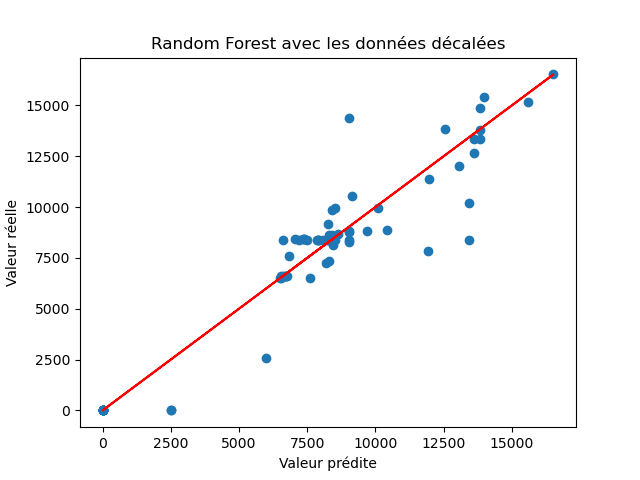 Random Forest avec les données décalées
Valeur réelle
15000
12500
10000
7500
5000
2500
0
0 2500 5000 7500 10000 12500 15000
Valeur prédite